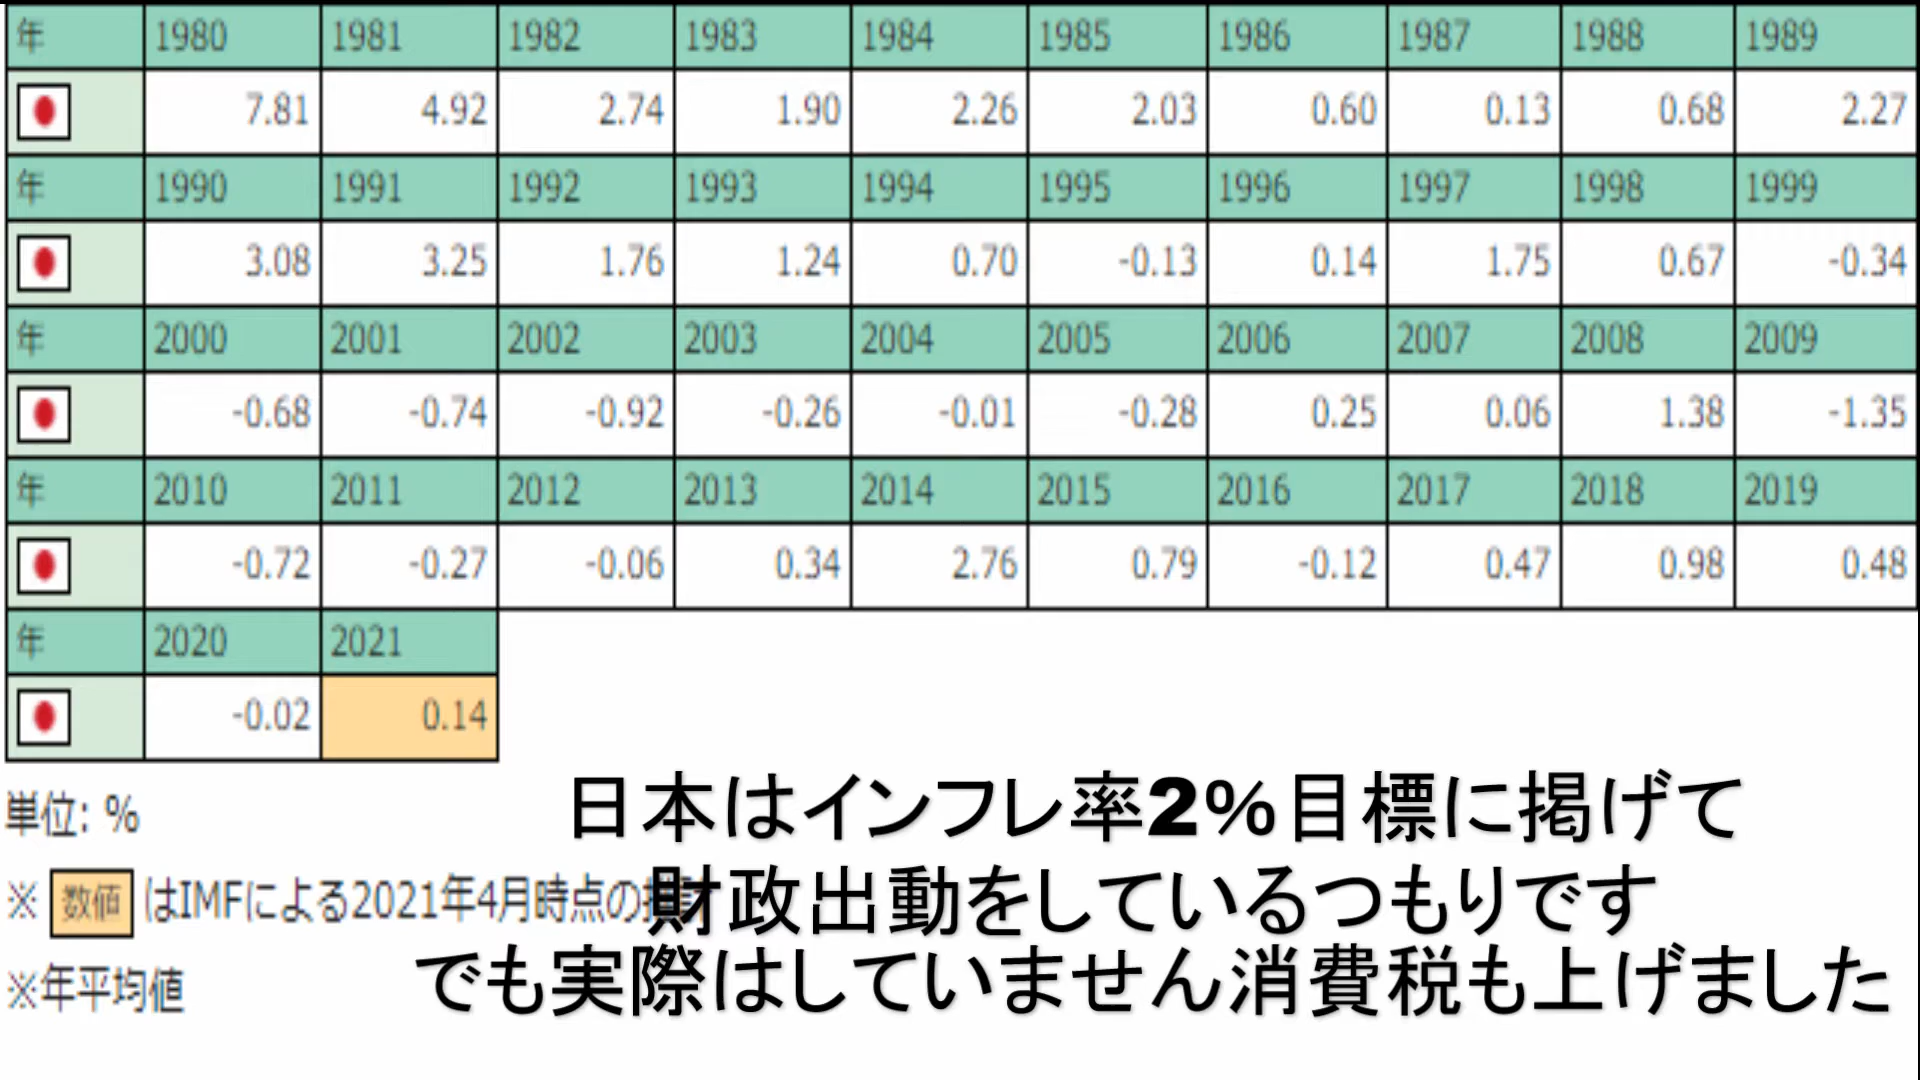 年 1980 1981 1982 1983 1984 1985 1986 1987 1988 1989
7.81 4.92 2.74 1.90 2.26 2.03 0.60 0.13 0.68 2.27
年 1990 1991 1992 1993 1994 1995 1996 1997 1998 1999
3.08 3.25 1.76 1.24 0.70 -0.13 0.14 1.75 0.67 -0.34
年 2000 2001 2002 2003 2004 2005 2006 2007 2008 2009
-0.68 -0.74 -0.92 -0.26 -0.01 -0.28 0.25 0.06 1.38 -1.35
年 2010 2011 2012 2013 2014 2015 2016 2017 2018 2019
-0.72 -0.27 -0.06 0.34 2.76 0.79 -0.12 0.47 0.98 0.48
年 2020 2021
-0.02 0.14
単位: %
※ 数値 はIMFによる2021年4月時点の
※年平均値
日本はインフレ率2%目標に掲げて
財政出動をしているつもりです
でも実際はしていません消費税も上げました